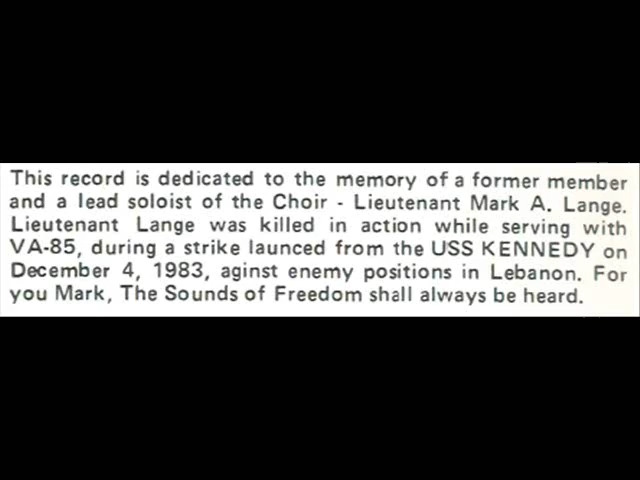 This record is dedicated to the memory of a former member
and a lead soloist of the Choir - Lieutenant Mark A. Lange.
Lieutenant Lange was killed in action while serving with
VA-85, during a strike launced from the USS KENNEDY on
December 4, 1983, aginst enemy positions in Lebanon. For
you Mark, The Sounds of Freedom shall always be heard.